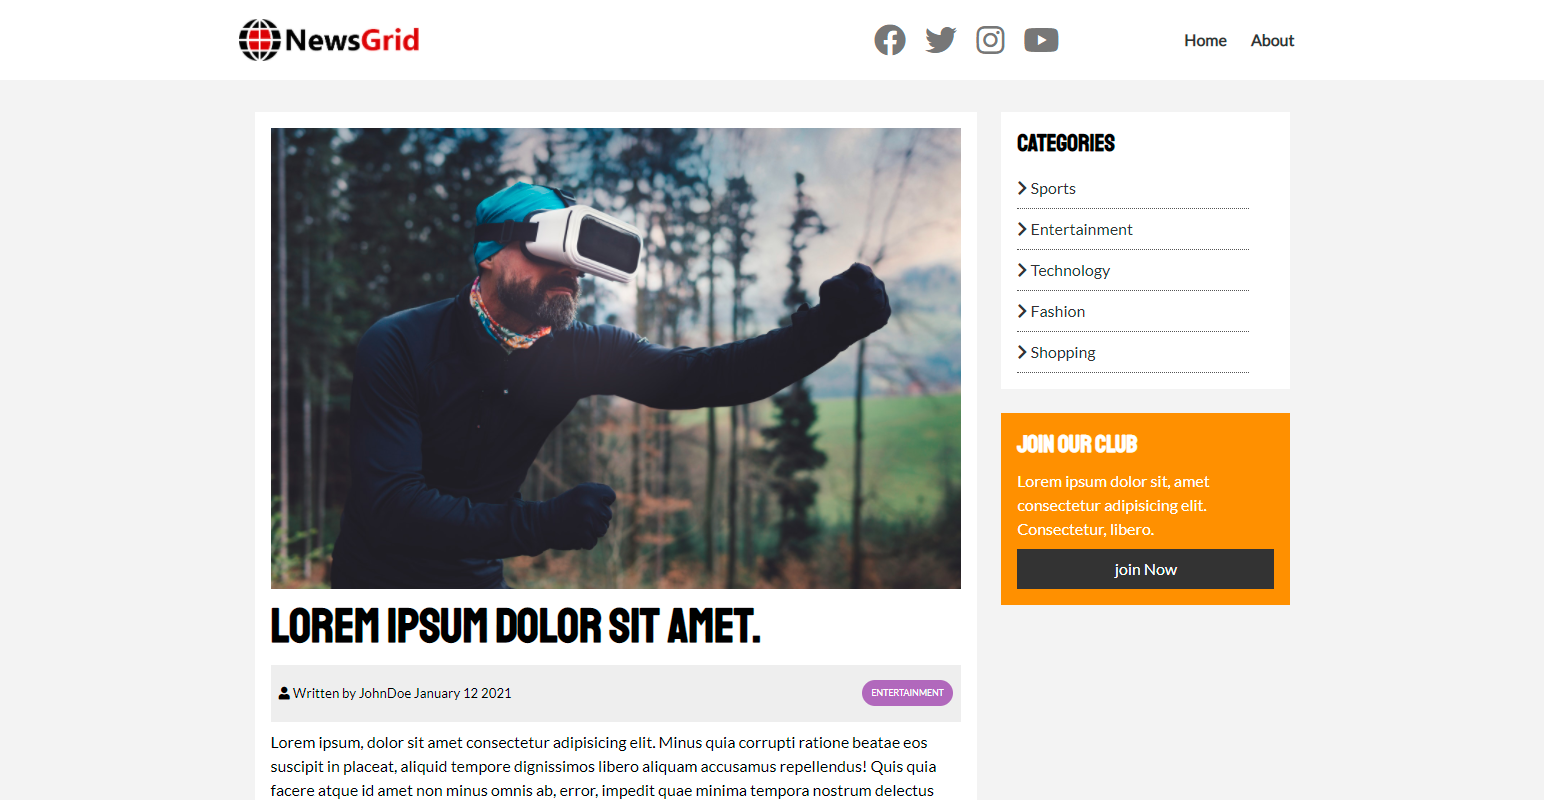 NewsGrid
Home About
CATEGORIES
Sports
Entertainment
Technology
Fashion
Shopping
JOIN OUR CLUB
Lorem ipsum dolor sit, amet
consectetur adipisicing elit.
Consectetur, libero.
join Now
LOREM IPSUM DOLOR SIT AMET.
Written by JohnDoe January 12 2021
ENTERTAINMENT
Lorem ipsum, dolor sit amet consectetur adipisicing elit. Minus quia corrupti ratione beatae eos
suscipit in placeat, aliquid tempore dignissimos libero aliquam accusamus repellendus! Quis quia
facere atque id amet non minus omnis ab, error, impedit quae minima tempora nostrum delectus